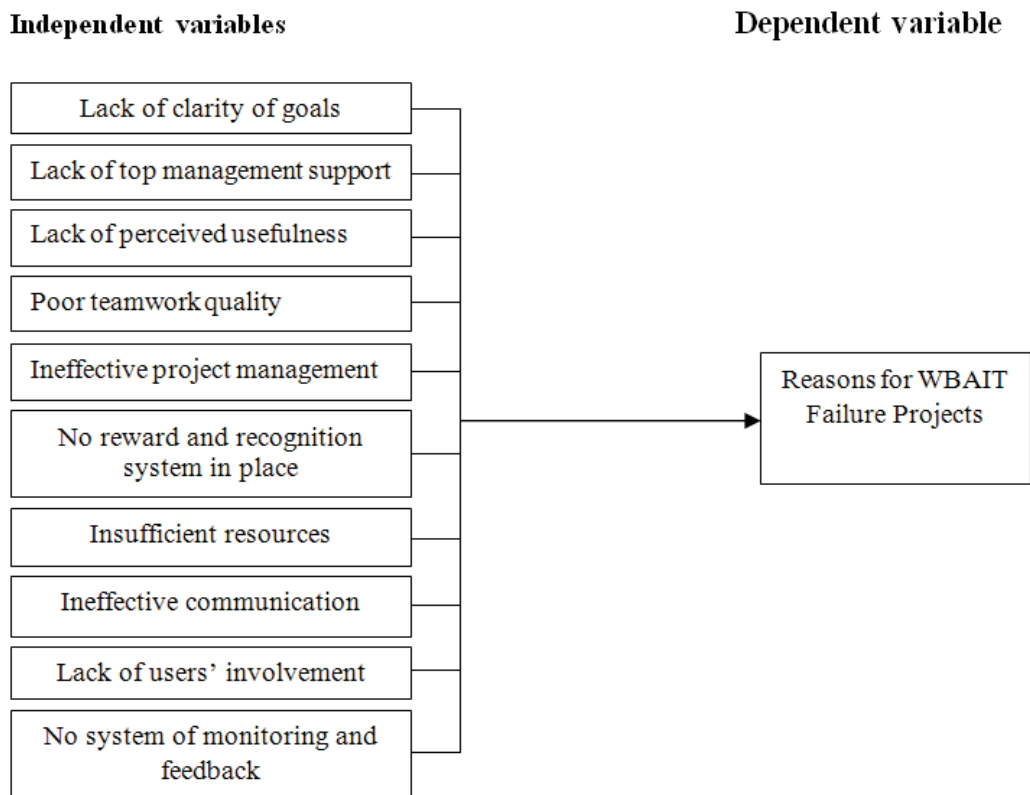 Independent variables
Dependent variable
Lack of clarity of goals
Lack of top management support
Lack of perceived usefulness
Poor teamwork quality
Ineffective project management
No reward and recognition
system in place
Insufficient resources
Ineffective communication
Lack of users’ involvement
No system of monitoring and
feedback
Reasons for WBAIT
Failure Projects